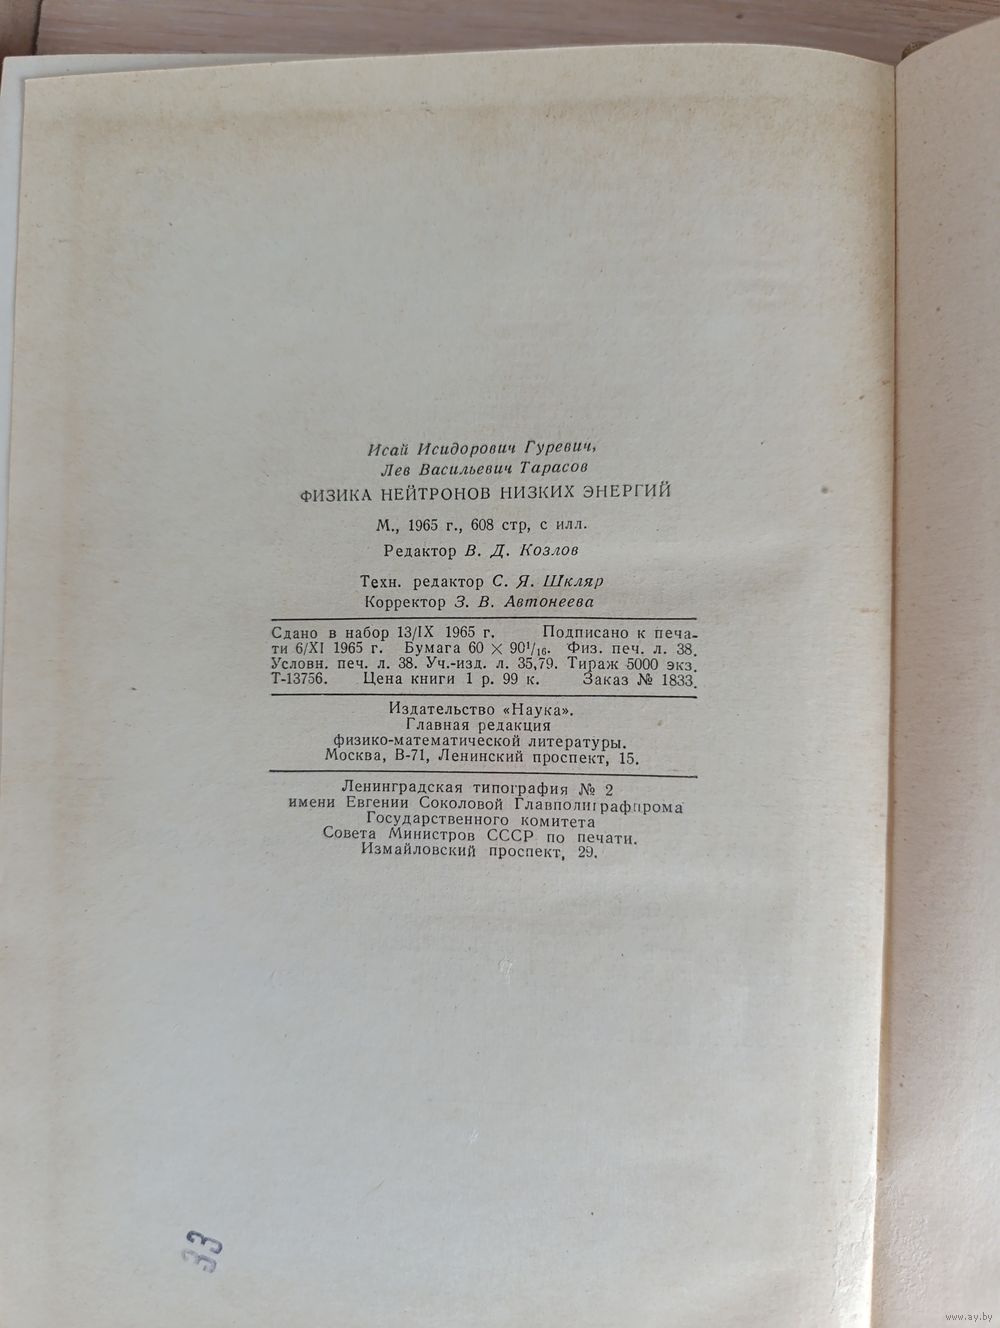 Исай Исидорович Гуревич,
Лев Васильевич Тарасов
ФИЗИКА НЕЙТРОНОВ НИЗКИХ ЭНЕРГИЙ
М., 1965 г., 608 стр, с илл.
Редактор В. Д. Козлов
Техн. редактор С. Я. Шкляр
Корректор З. В. Автонеева
Сдано в набор 13/IX 1965 г. Подписано к печа-
ти 6/XI 1965 г. Бумага 60 × 90¹/₁₆. Физ. печ. л. 38.
Условн. печ. л. 38. Уч.-изд. л. 35,79. Тираж 5000 экз.
Т-13756. Цена книги 1 р. 99 к. Заказ № 1833.
Издательство «Наука».
Главная редакция
физико-математической литературы.
Москва, В-71, Ленинский проспект, 15.
Ленинградская типография № 2
имени Евгении Соколовой Главполиграфпрома
Государственного комитета
Совета Министров СССР по печати.
Измайловский проспект, 29.
33
www.ay.by